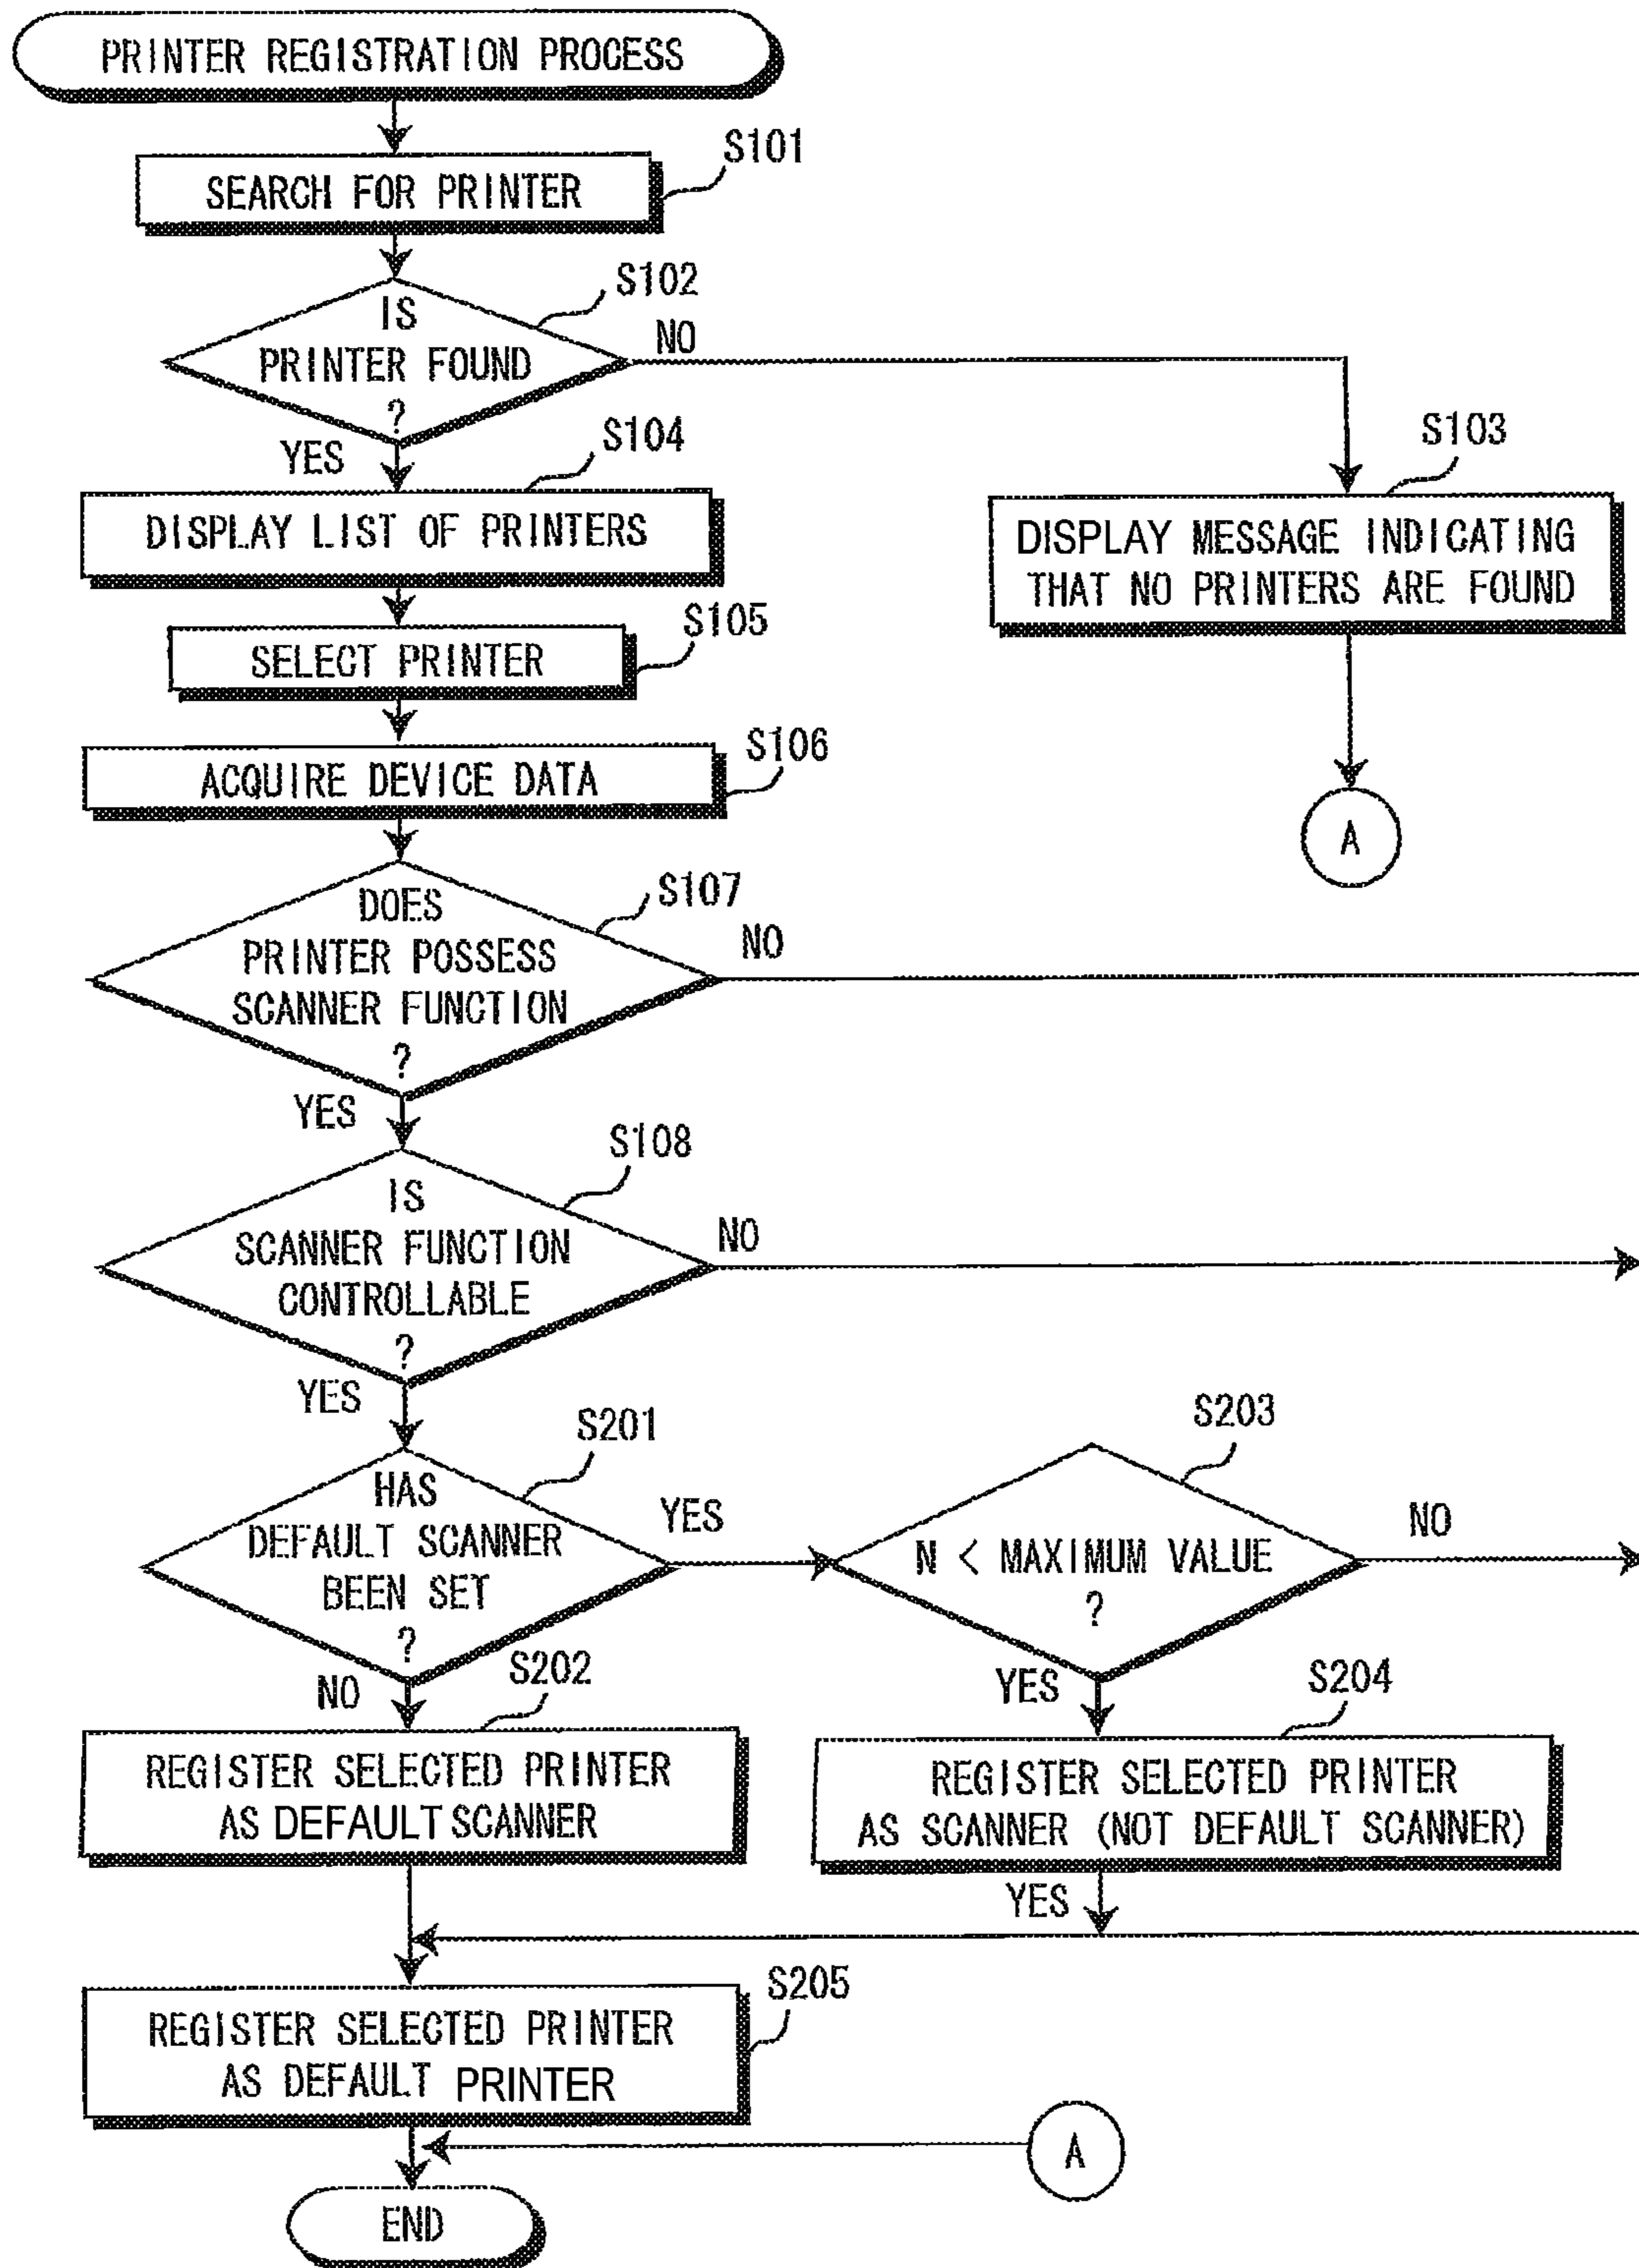 PRINTER REGISTRATION PROCESS
S101
SEARCH FOR PRINTER
S102
IS
PRINTER FOUND
?
NO
YES
S104
DISPLAY LIST OF PRINTERS
S103
DISPLAY MESSAGE INDICATING
THAT NO PRINTERS ARE FOUND
S105
SELECT PRINTER
S106
ACQUIRE DEVICE DATA
A
S107
DOES
PRINTER POSSESS
SCANNER FUNCTION
?
NO
YES
S108
IS
SCANNER FUNCTION
CONTROLLABLE
?
NO
YES
S201
HAS
DEFAULT SCANNER
BEEN SET
?
YES
S203
N < MAXIMUM VALUE
?
NO
NO
S202
REGISTER SELECTED PRINTER
AS DEFAULT SCANNER
YES
S204
REGISTER SELECTED PRINTER
AS SCANNER (NOT DEFAULT SCANNER)
YES
S205
REGISTER SELECTED PRINTER
AS DEFAULT PRINTER
A
END